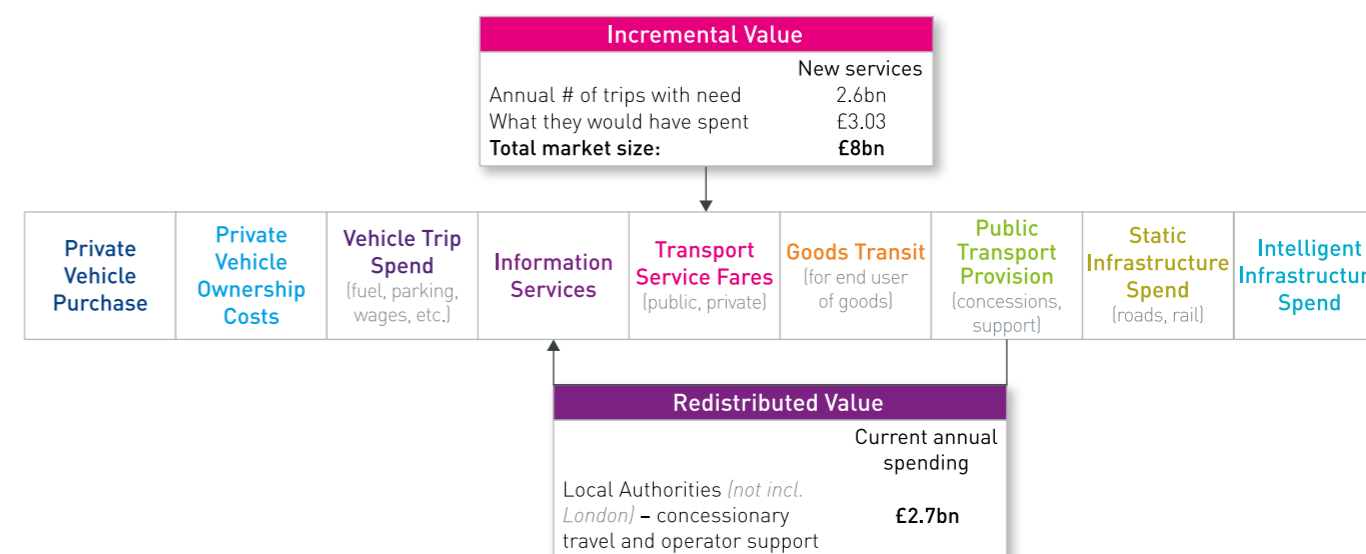 Incremental Value
New services
Annual # of trips with need 2.6bn
What they would have spent £3.03
Total market size: £8bn
Private
Vehicle
Purchase
Private
Vehicle
Ownership
Costs
Vehicle Trip
Spend
(fuel, parking,
wages, etc.)
Information
Services
Transport
Service Fares
(public, private)
Goods Transit
(for end user
of goods)
Public
Transport
Provision
(concessions,
support)
Static
Infrastructure
Spend
(roads, rail)
Intelligent
Infrastructur
Spend
Redistributed Value
Current annual
spending
Local Authorities (not incl.
London) – concessionary £2.7bn
travel and operator support